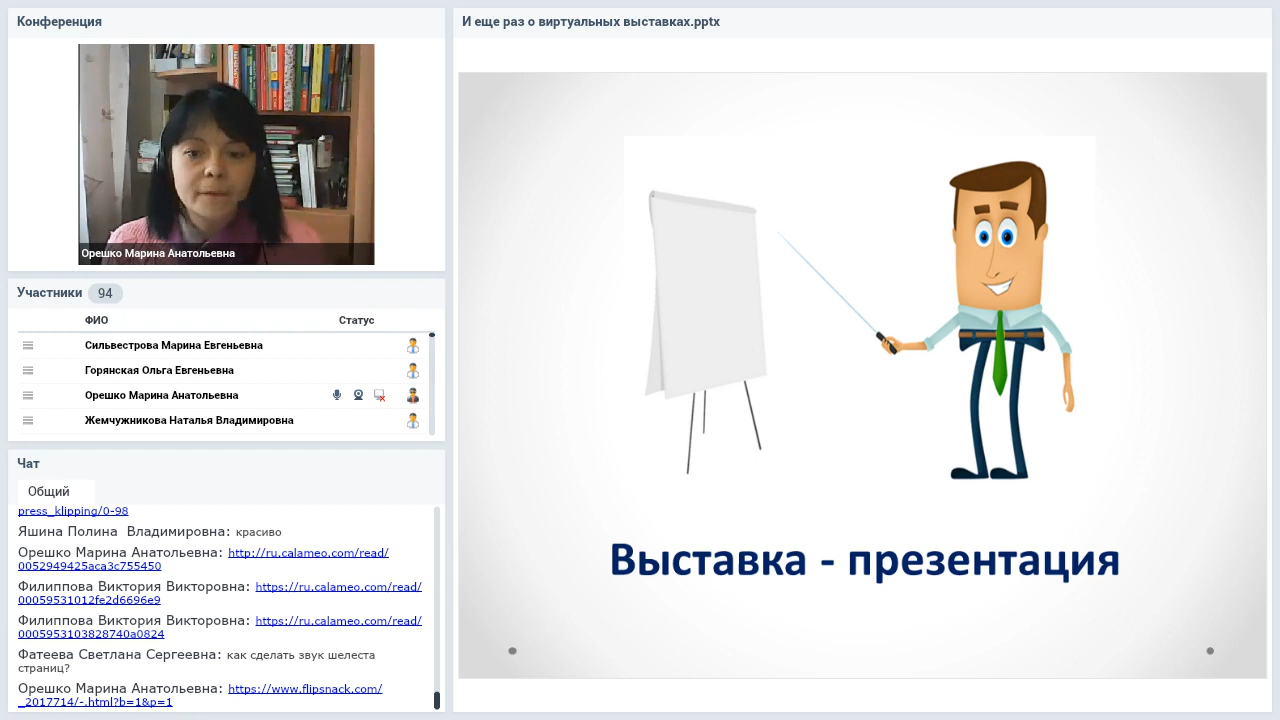 Конференция
Орешко Марина Анатольевна
Участники 94
ФИО Статус
Сильвестрова Марина Евгеньевна
Горянская Ольга Евгеньевна
Орешко Марина Анатольевна
Жемчужникова Наталья Владимировна
Чат
Общий
press_klipping/0-98
Яшина Полина  Владимировна: красиво
Орешко Марина Анатольевна: http://ru.calameo.com/read/
0052949425aca3c755450
Филиппова Виктория Викторовна: https://ru.calameo.com/read/
00059531012fe2d6696e9
Филиппова Виктория Викторовна: https://ru.calameo.com/read/
0005953103828740a0824
Фатеева Светлана Сергеевна: как сделать звук шелеста
страниц?
Орешко Марина Анатольевна: https://www.flipsnack.com/
_2017714/-.html?b=1&p=1
И еще раз о виртуальных выставках.pptx
Выставка - презентация